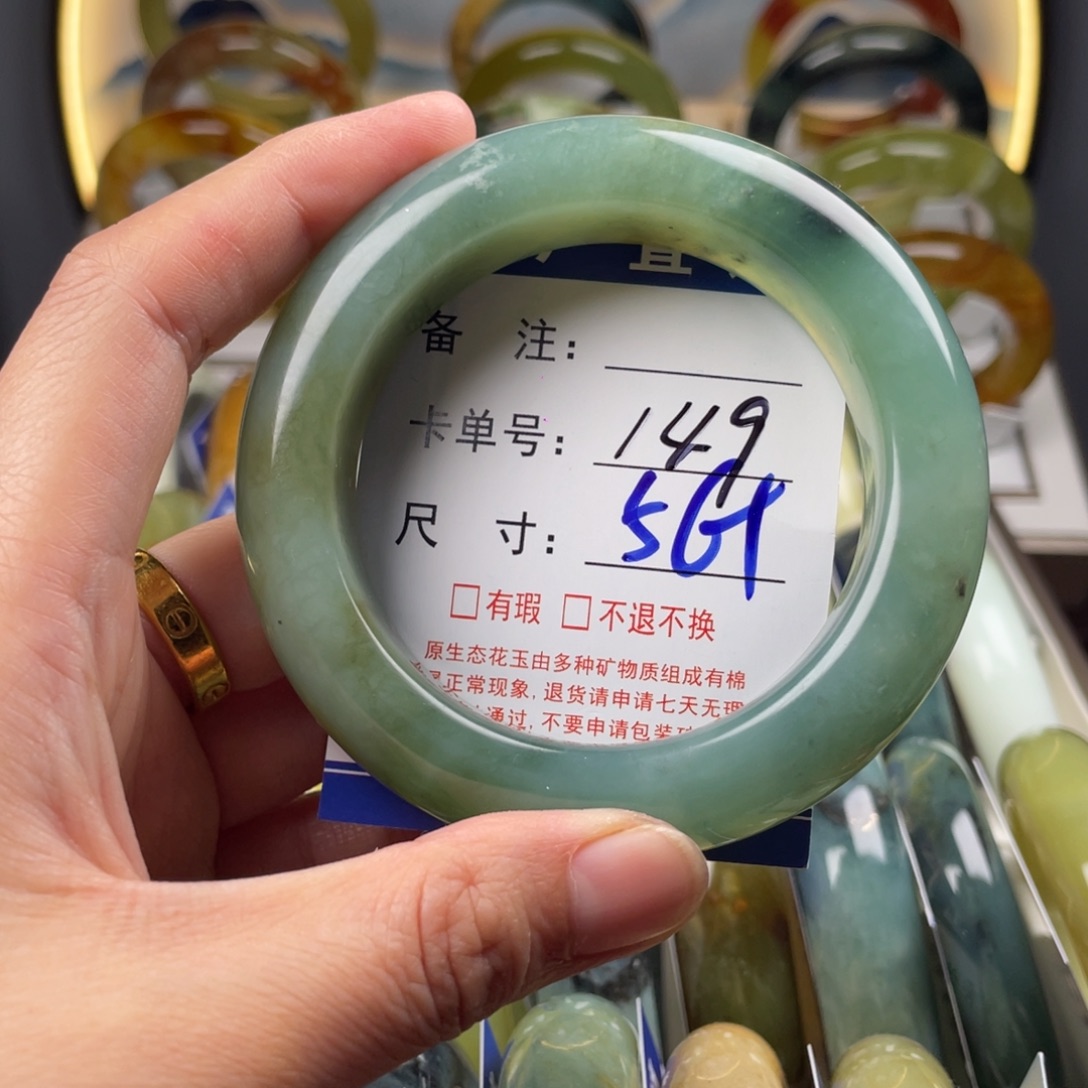 直
备 注：
卡单号：149
尺 寸：
□有瑕 □不退不换
原生态花玉由多种矿物质组成有棉
正常现象，退货请申请七天无理
通过，不要申请包装